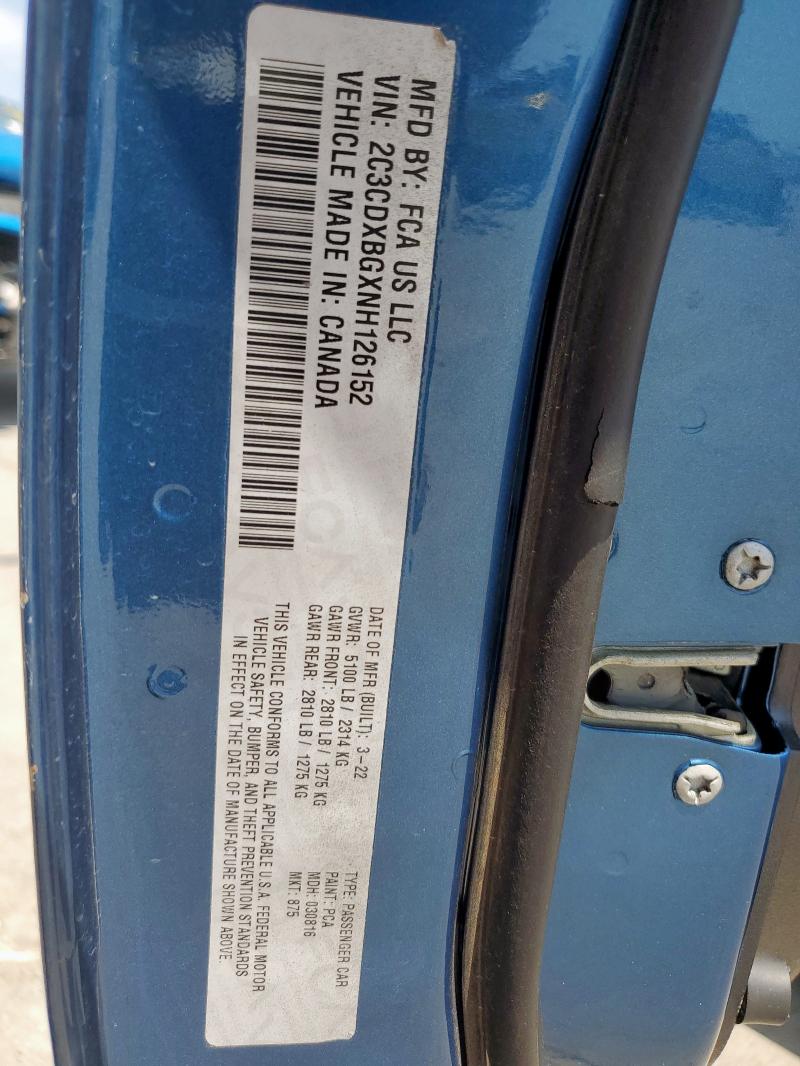 MFD BY: FCA US LLC
VIN: 2C3CDXBGXNH126152
VEHICLE MADE IN: CANADA
DATE OF MFR (BUILT): 3-22
GVWR: 5100 LB / 2314 KG
GAWR FRONT: 2810 LB / 1275 KG
GAWR REAR: 2810 LB / 1275 KG
TYPE: PASSENGER CAR
PAINT: PCA
MDH: 030816
MKT: 875
THIS VEHICLE CONFORMS TO ALL APPLICABLE U.S.A. FEDERAL MOTOR
VEHICLE SAFETY, BUMPER, AND THEFT PREVENTION STANDARDS
IN EFFECT ON THE DATE OF MANUFACTURE SHOWN ABOVE.